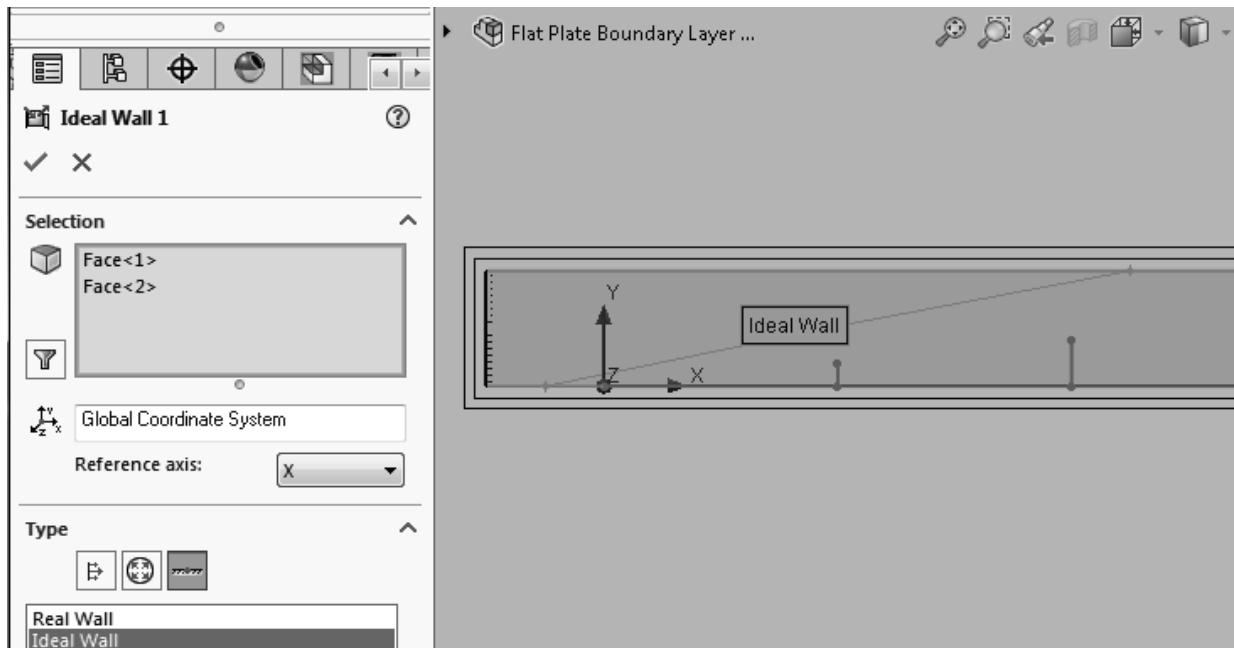 Flat Plate Boundary Layer ...
Ideal Wall 1
Selection
Face<1>
Face<2>
Global Coordinate System
Reference axis:
X
Type
Real Wall
Ideal Wall
Y
Ideal Wall
Z
X